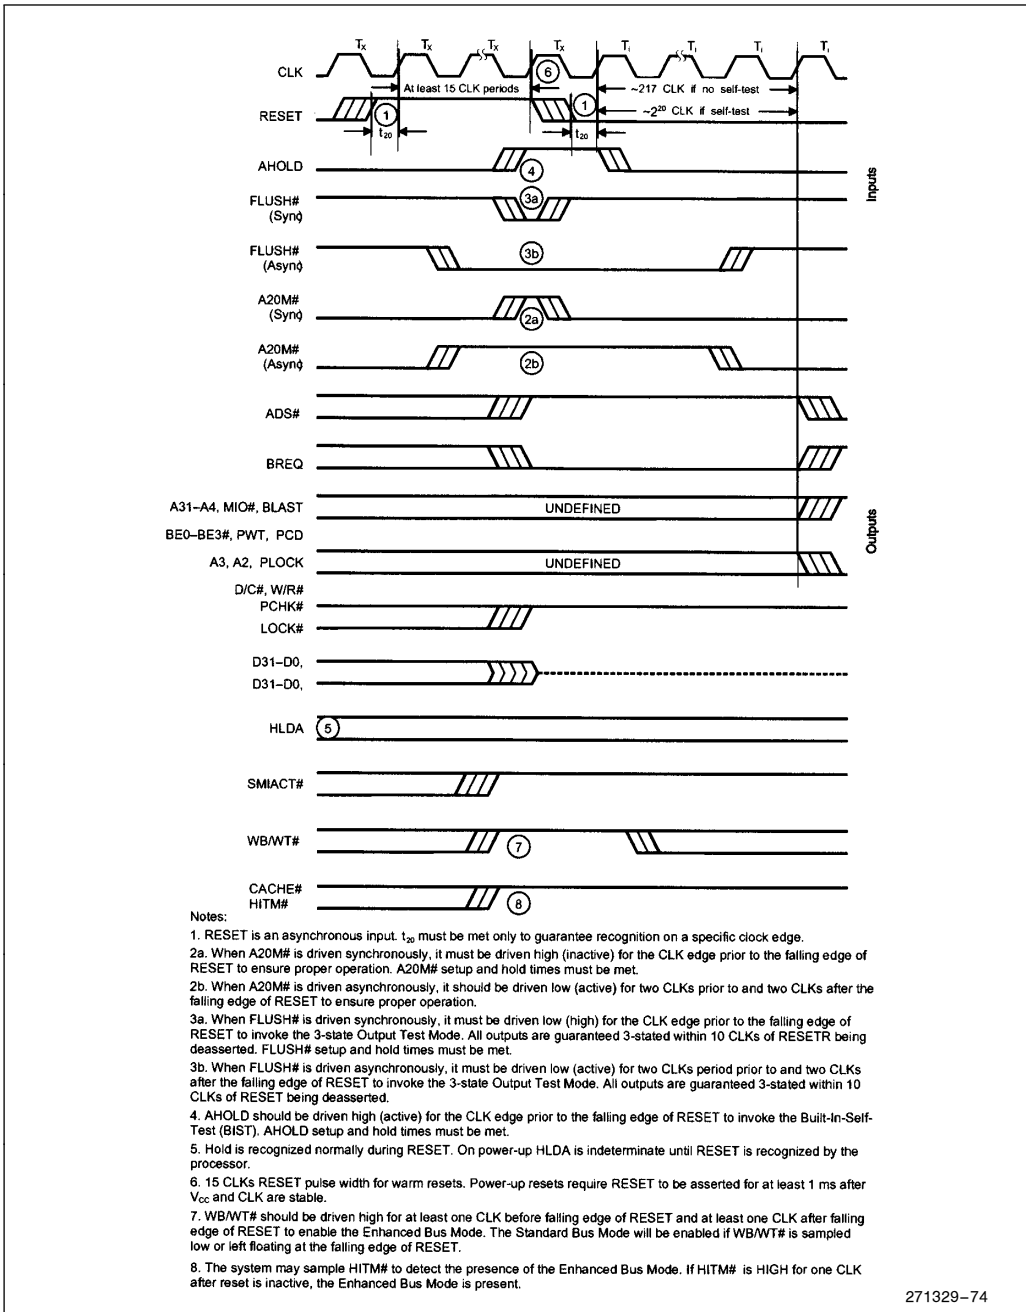 Tx Tx Tx Tx Ti Ti Ti Ti
CLK
6
At least 15 CLK periods
~217 CLK if no self-test
RESET
1
1
~2²⁰ CLK if self-test
t₂₀
t₂₀
AHOLD
4
Inputs
FLUSH#
(Sync)
3a
FLUSH#
(Async)
3b
A20M#
(Sync)
2a
A20M#
(Async)
2b
ADS#
BREQ
A31–A4, MIO#, BLAST
UNDEFINED
Outputs
BE0–BE3#, PWT, PCD
A3, A2, PLOCK
UNDEFINED
D/C#, W/R#
PCHK#
LOCK#
D31–D0,
D31–D0,
HLDA
5
SMIACT#
WB/WT#
7
CACHE#
HITM#
8
Notes:
1. RESET is an asynchronous input. t₂₀ must be met only to guarantee recognition on a specific clock edge.
2a. When A20M# is driven synchronously, it must be driven high (inactive) for the CLK edge prior to the falling edge of
RESET to ensure proper operation. A20M# setup and hold times must be met.
2b. When A20M# is driven asynchronously, it should be driven low (active) for two CLKs prior to and two CLKs after the
falling edge of RESET to ensure proper operation.
3a. When FLUSH# is driven synchronously, it must be driven low (high) for the CLK edge prior to the falling edge of
RESET to invoke the 3-state Output Test Mode. All outputs are guaranteed 3-stated within 10 CLKs of RESETR being
deasserted. FLUSH# setup and hold times must be met.
3b. When FLUSH# is driven asynchronously, it must be driven low (active) for two CLKs period prior to and two CLKs
after the falling edge of RESET to invoke the 3-state Output Test Mode. All outputs are guaranteed 3-stated within 10
CLKs of RESET being deasserted.
4. AHOLD should be driven high (active) for the CLK edge prior to the falling edge of RESET to invoke the Built-In-Self-
Test (BIST). AHOLD setup and hold times must be met.
5. Hold is recognized normally during RESET. On power-up HLDA is indeterminate until RESET is recognized by the
processor.
6. 15 CLKs RESET pulse width for warm resets. Power-up resets require RESET to be asserted for at least 1 ms after
Vcc and CLK are stable.
7. WB/WT# should be driven high for at least one CLK before falling edge of RESET and at least one CLK after falling
edge of RESET to enable the Enhanced Bus Mode. The Standard Bus Mode will be enabled if WB/WT# is sampled
low or left floating at the falling edge of RESET.
8. The system may sample HITM# to detect the presence of the Enhanced Bus Mode. If HITM# is HIGH for one CLK
after reset is inactive, the Enhanced Bus Mode is present.
271329–74